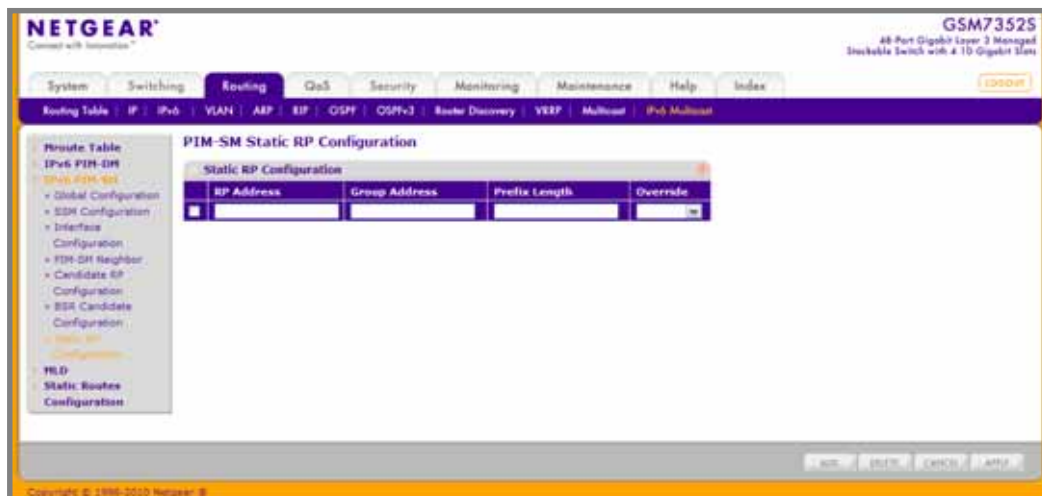 NETGEAR®
Connect with Innovation™
GSM7352S
48-Port Gigabit Layer 3 Managed
Stackable Switch with 4 10 Gigabit Slots
System Switching Routing QoS Security Monitoring Maintenance Help Index
LOGOUT
Routing Table | IP | IPv6 | VLAN | ARP | RIP | OSPF | OSPFv3 | Router Discovery | VRRP | Multicast | IPv6 Multicast
Mroute Table
IPv6 PIM-DM
IPv6 PIM-SM
Global Configuration
SSM Configuration
Interface
Configuration
PIM-SM Neighbor
Candidate RP
Configuration
BSR Candidate
Configuration
Static RP
Configuration
MLD
Static Routes
Configuration
PIM-SM Static RP Configuration
Static RP Configuration
RP Address Group Address Prefix Length Override
ADD DELETE CANCEL APPLY
Copyright © 1996-2010 Netgear ®